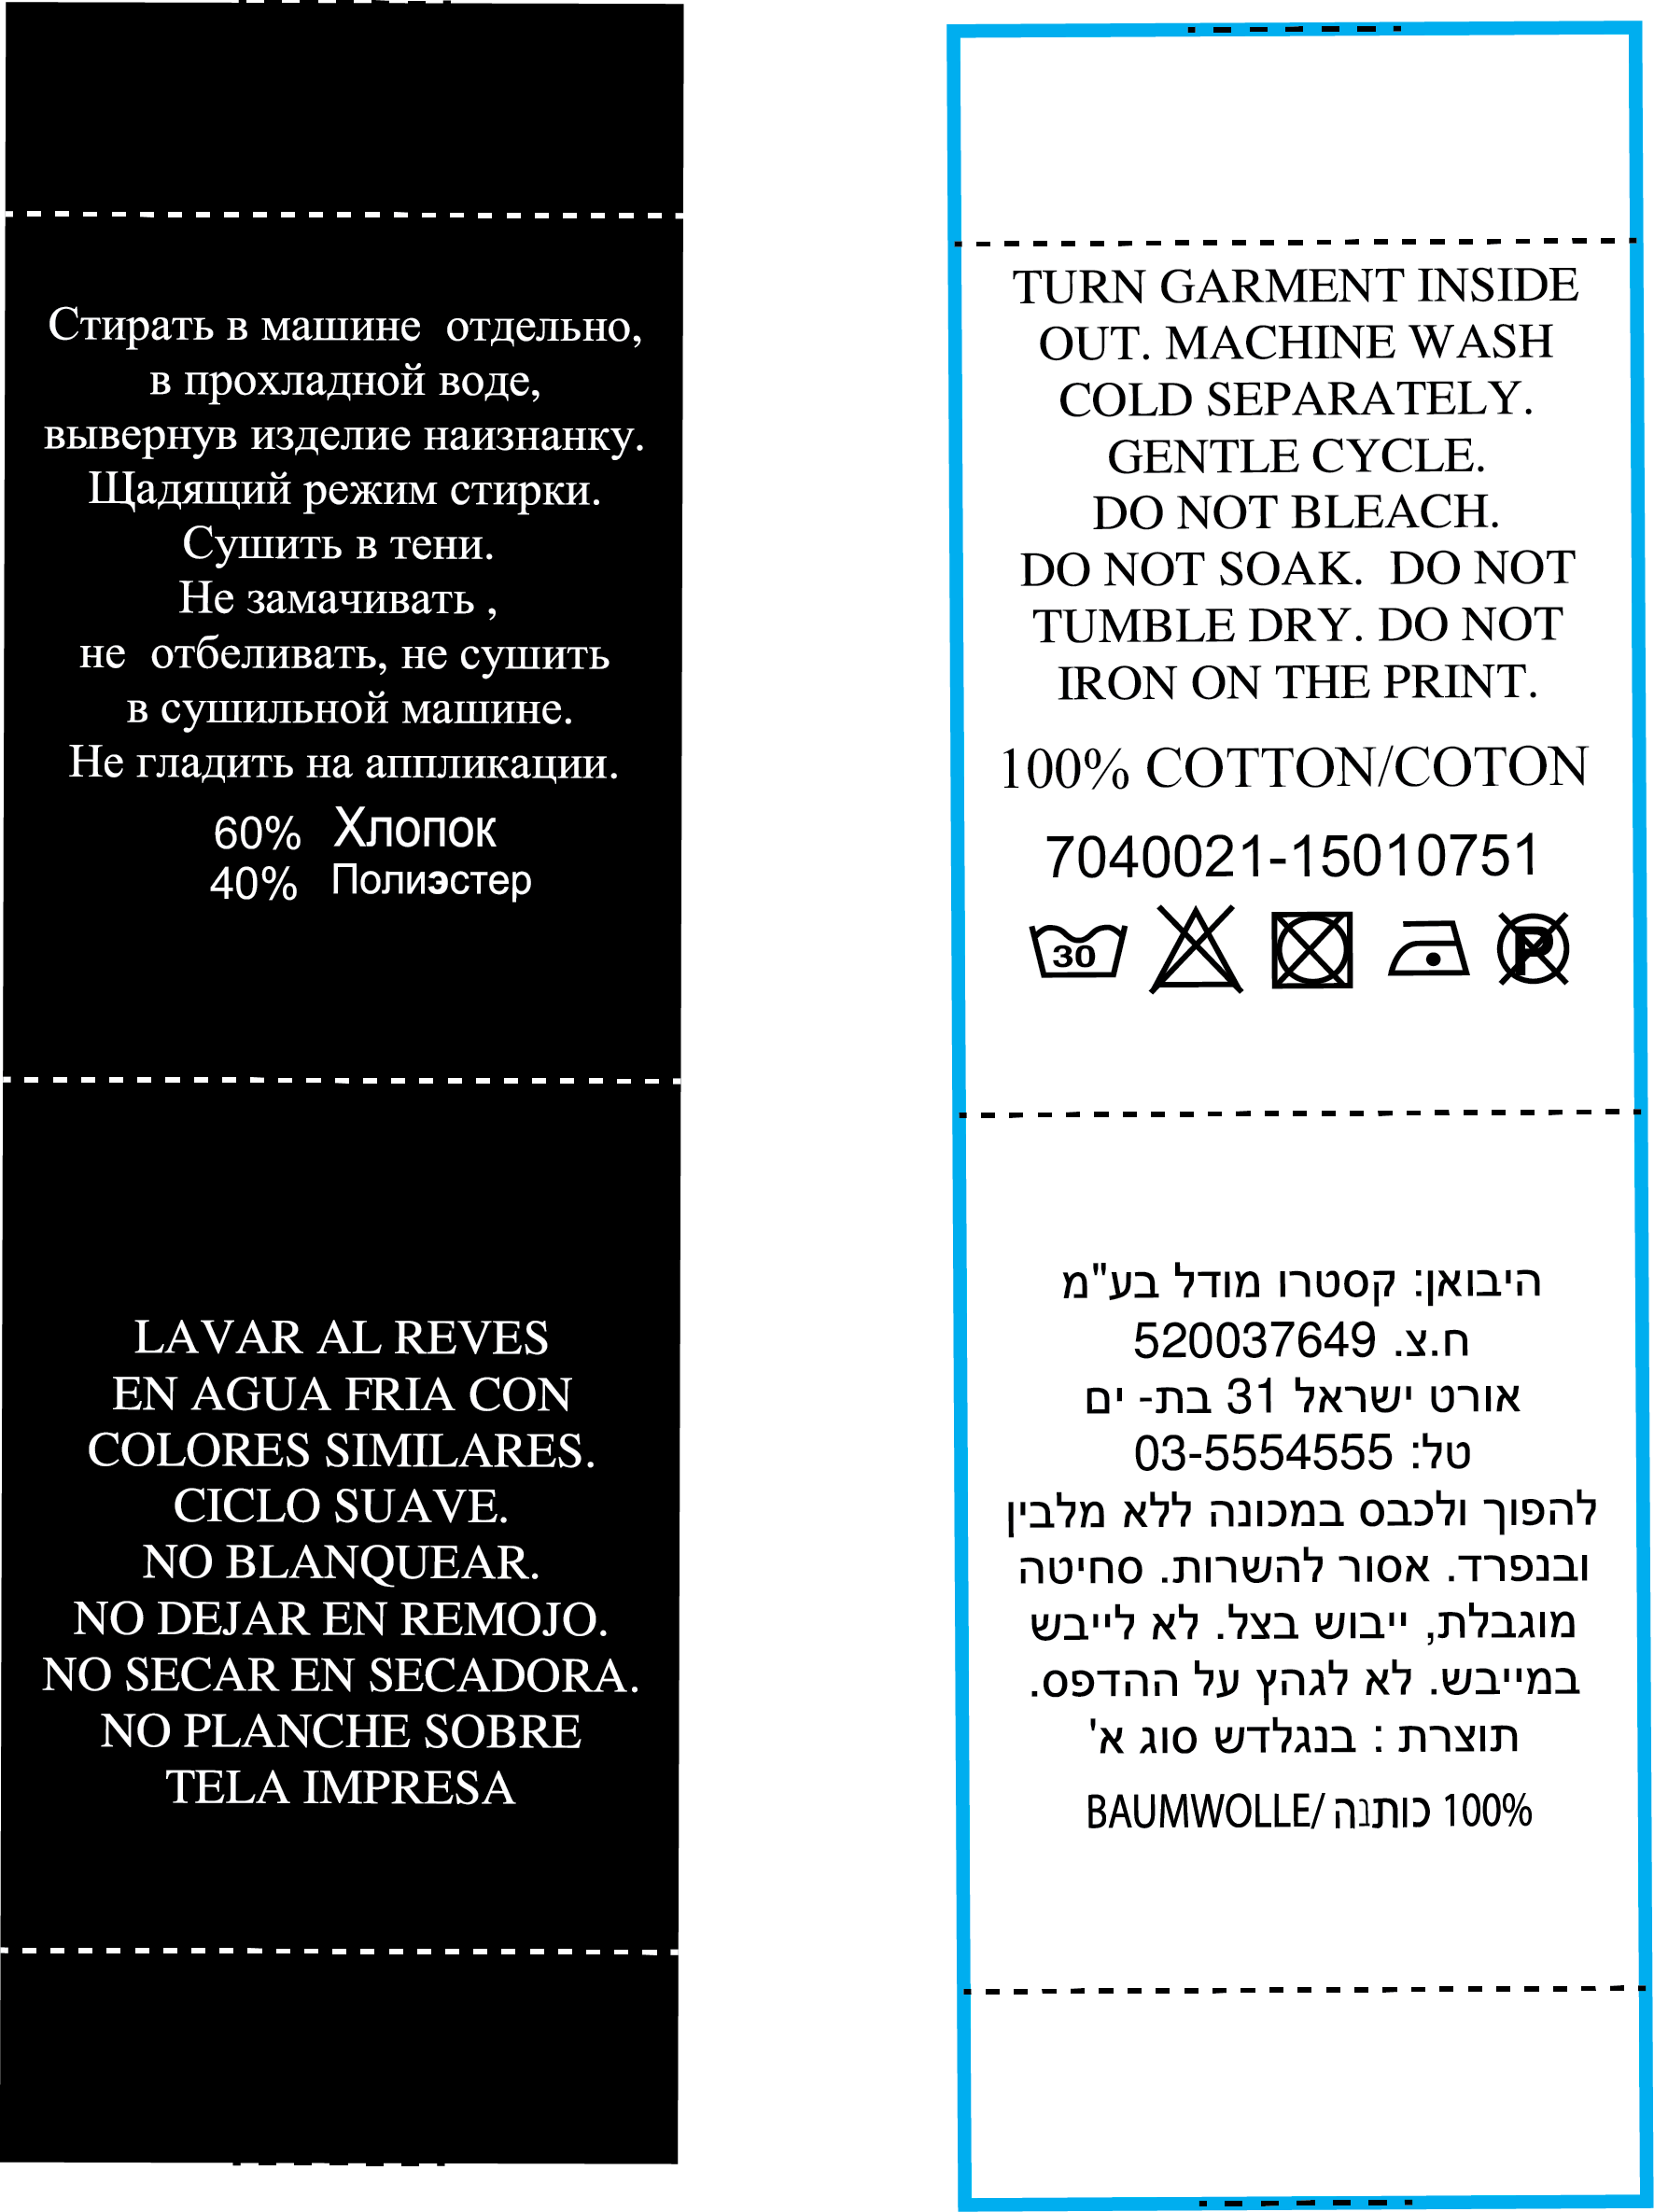 Стирать в машине  отдельно,
в прохладной воде,
вывернув изделие наизнанку.
Щадящий режим стирки.
Сушить в тени.
Не замачивать ,
не  отбеливать, не сушить
в сушильной машине.
Не гладить на аппликации.
60%  Хлопок
40%  Полиэстер
LAVAR AL REVES
EN AGUA FRIA CON
COLORES SIMILARES.
CICLO SUAVE.
NO BLANQUEAR.
NO DEJAR EN REMOJO.
NO SECAR EN SECADORA.
NO PLANCHE SOBRE
TELA IMPRESA
TURN GARMENT INSIDE
OUT. MACHINE WASH
COLD SEPARATELY.
GENTLE CYCLE.
DO NOT BLEACH.
DO NOT SOAK.  DO NOT
TUMBLE DRY. DO NOT
IRON ON THE PRINT.
100% COTTON/COTON
7040021-15010751
30 P
היבואן: קסטרו מודל בע"מ
ח.צ. 520037649
אורט ישראל 31 בת- ים
טל: 03-5554555
להפוך ולכבס במכונה ללא מלבין
ובנפרד. אסור להשרות. סחיטה
מוגבלת, ייבוש בצל. לא לייבש
במייבש. לא לגהץ על ההדפס.
תוצרת : בנגלדש סוג א'
100% כותנה /BAUMWOLLE